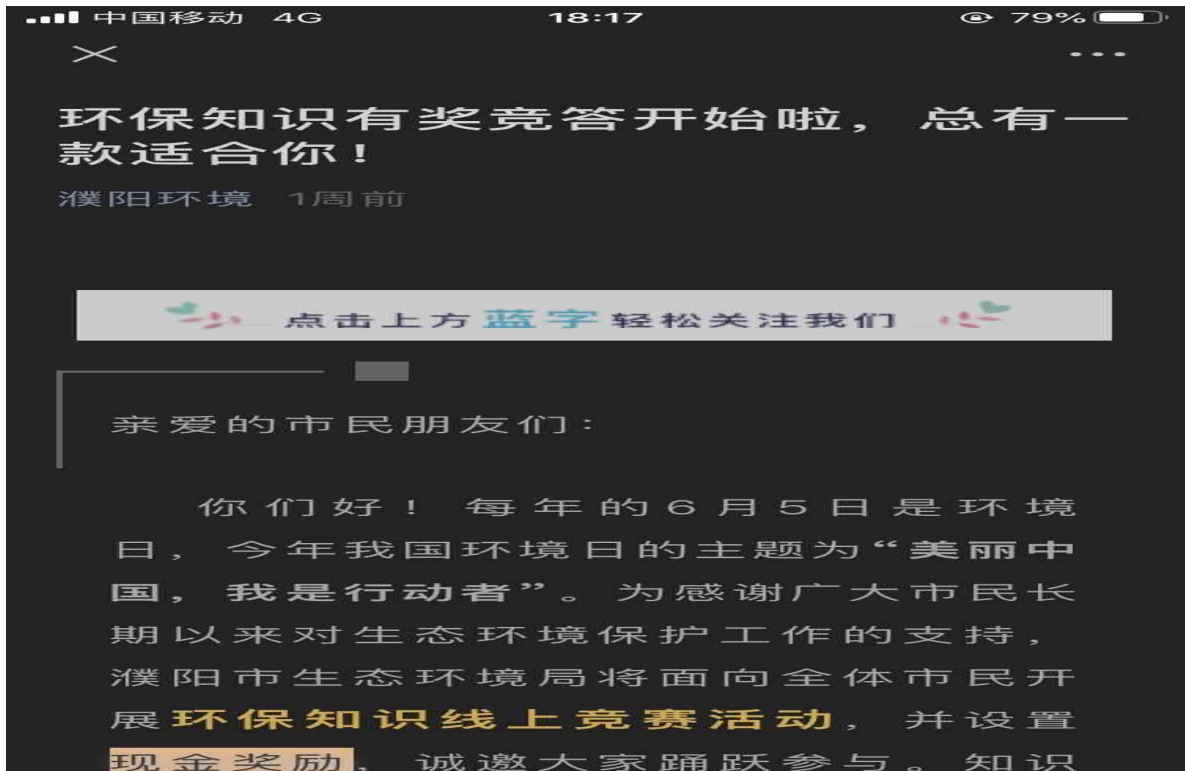 中国移动 4G 18:17 79%
环保知识有奖竞答开始啦，总有一
款适合你！
濮阳环境 1周前
点击上方蓝字轻松关注我们
亲爱的市民朋友们：
你们好！每年的6月5日是环境
日，今年我国环境日的主题为“美丽中
国，我是行动者”。为感谢广大市民长
期以来对生态环境保护工作的支持，
濮阳市生态环境局将面向全体市民开
展环保知识线上竞赛活动，并设置
现金奖励，诚邀大家踊跃参与。知识